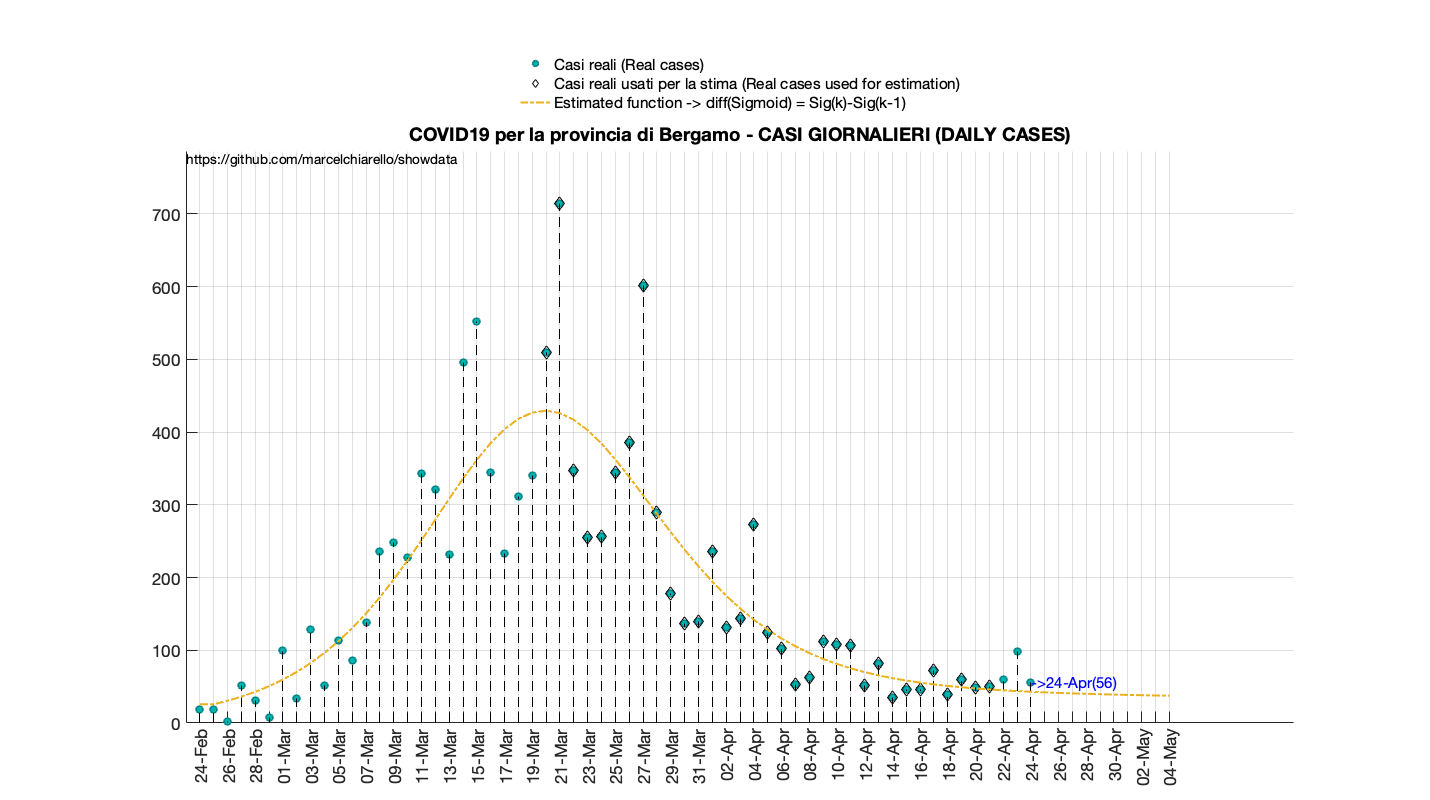 Casi reali (Real cases)
Casi reali usati per la stima (Real cases used for estimation)
Estimated function -> diff(Sigmoid) = Sig(k)-Sig(k-1)
COVID19 per la provincia di Bergamo - CASI GIORNALIERI (DAILY CASES)
https://github.com/marcelchiarello/showdata
700
600
500
400
300
200
100
0
->24-Apr(56)
24-Feb
26-Feb
28-Feb
01-Mar
03-Mar
05-Mar
07-Mar
09-Mar
11-Mar
13-Mar
15-Mar
17-Mar
19-Mar
21-Mar
23-Mar
25-Mar
27-Mar
29-Mar
31-Mar
02-Apr
04-Apr
06-Apr
08-Apr
10-Apr
12-Apr
14-Apr
16-Apr
18-Apr
20-Apr
22-Apr
24-Apr
26-Apr
28-Apr
30-Apr
02-May
04-May